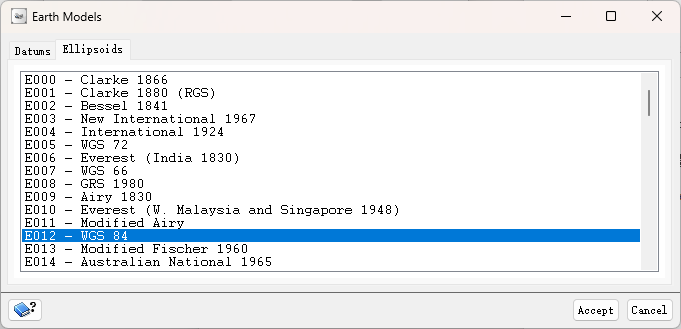 Earth Models
Datums
Ellipsoids
E000 - Clarke 1866
E001 - Clarke 1880 (RGS)
E002 - Bessel 1841
E003 - New International 1967
E004 - International 1924
E005 - WGS 72
E006 - Everest (India 1830)
E007 - WGS 66
E008 - GRS 1980
E009 - Airy 1830
E010 - Everest (W. Malaysia and Singapore 1948)
E011 - Modified Airy
E012 - WGS 84
E013 - Modified Fischer 1960
E014 - Australian National 1965
?
Accept
Cancel